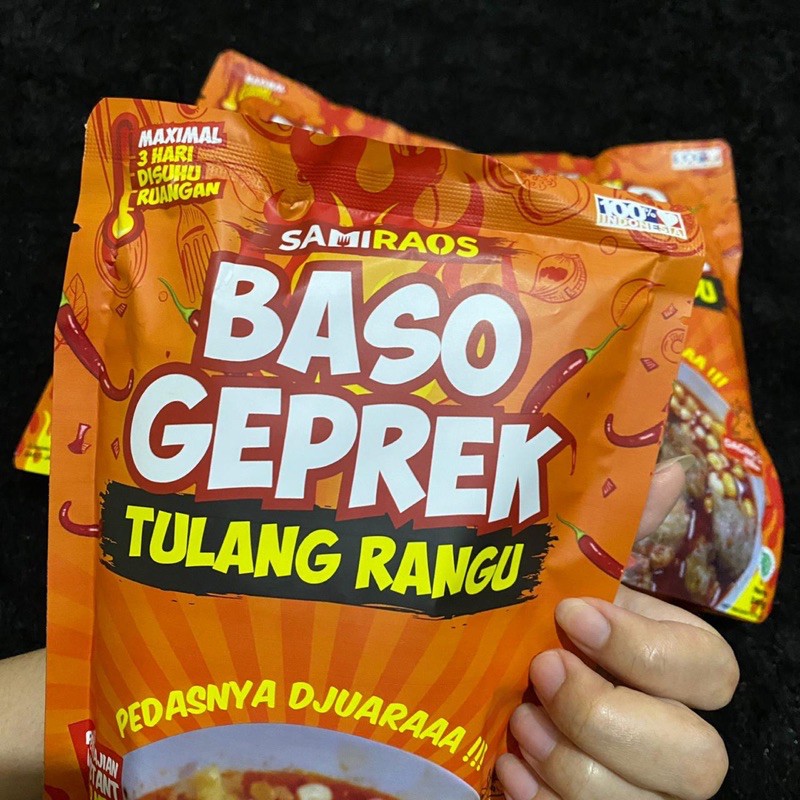 MAXIMAL
3 HARI
DISUHU
RUANGAN
100%
INDONESIA
SAMIRAOS
BASO
GEPREK
TULANG RANGU
PEDASNYA DJUARAAA !!!